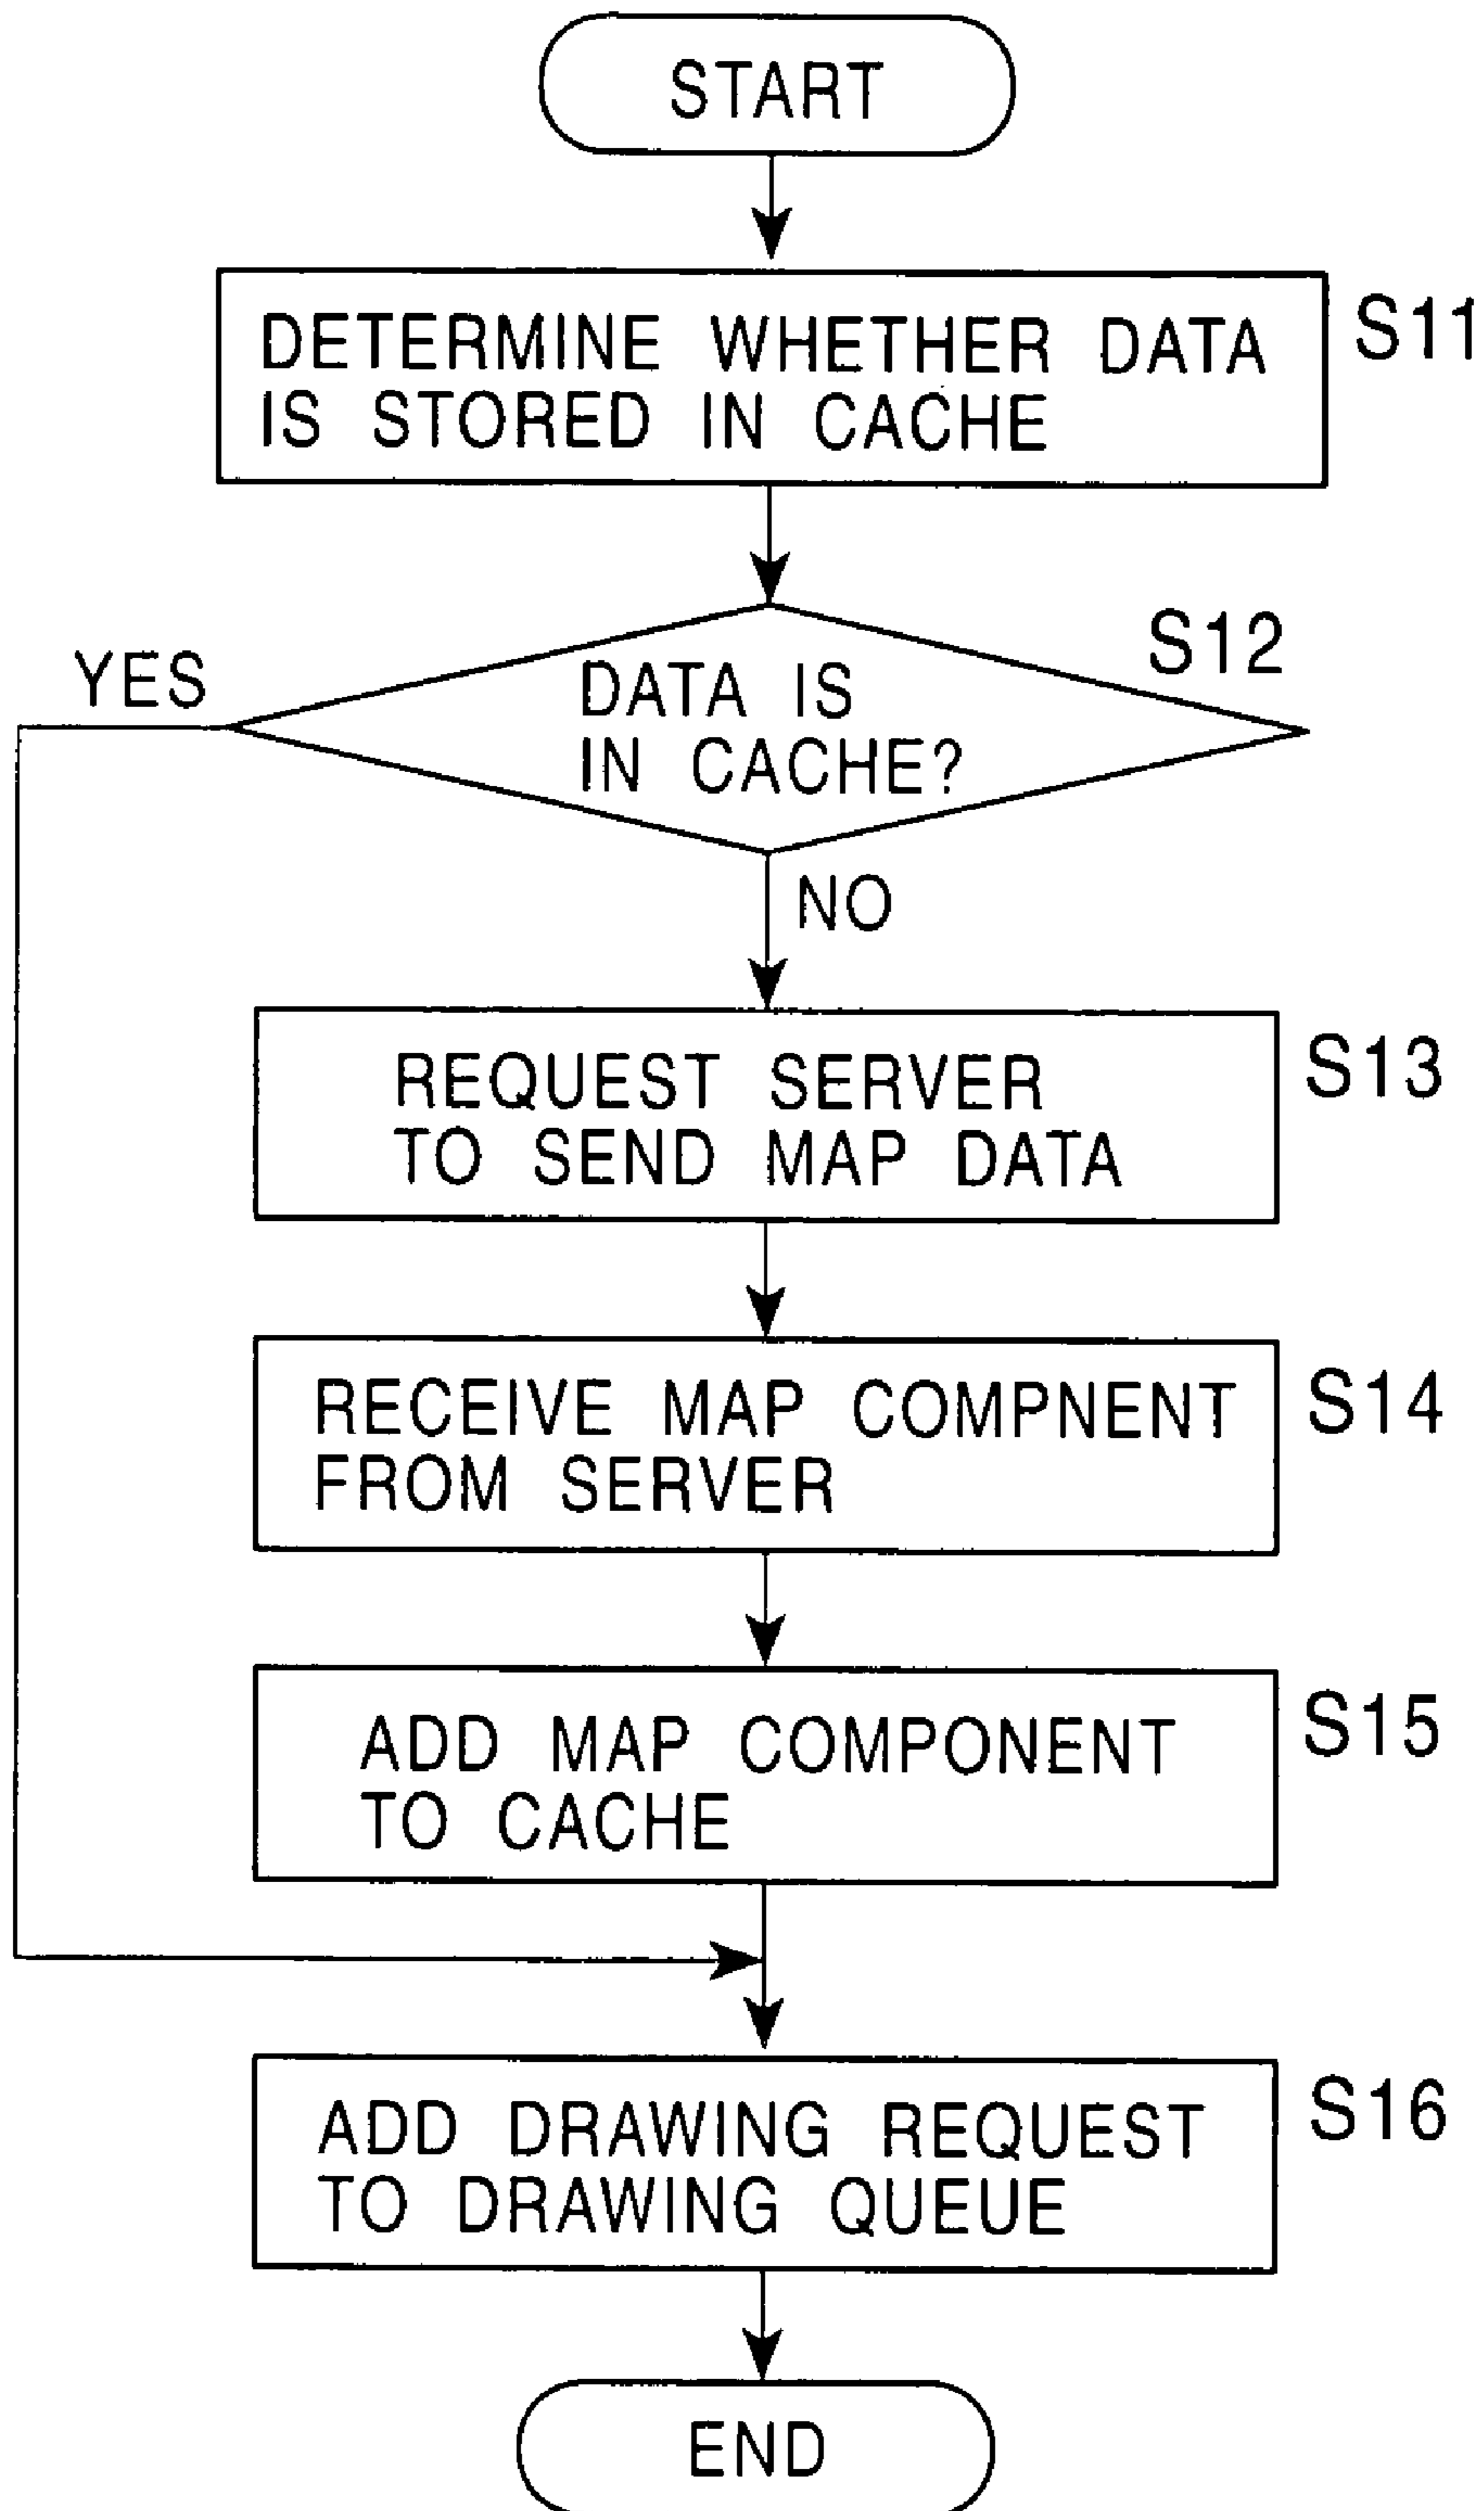 START
DETERMINE WHETHER DATA
IS STORED IN CACHE
S11
S12
YES
DATA IS
IN CACHE?
NO
REQUEST SERVER
TO SEND MAP DATA
S13
RECEIVE MAP COMPNENT
FROM SERVER
S14
ADD MAP COMPONENT
TO CACHE
S15
ADD DRAWING REQUEST
TO DRAWING QUEUE
S16
END